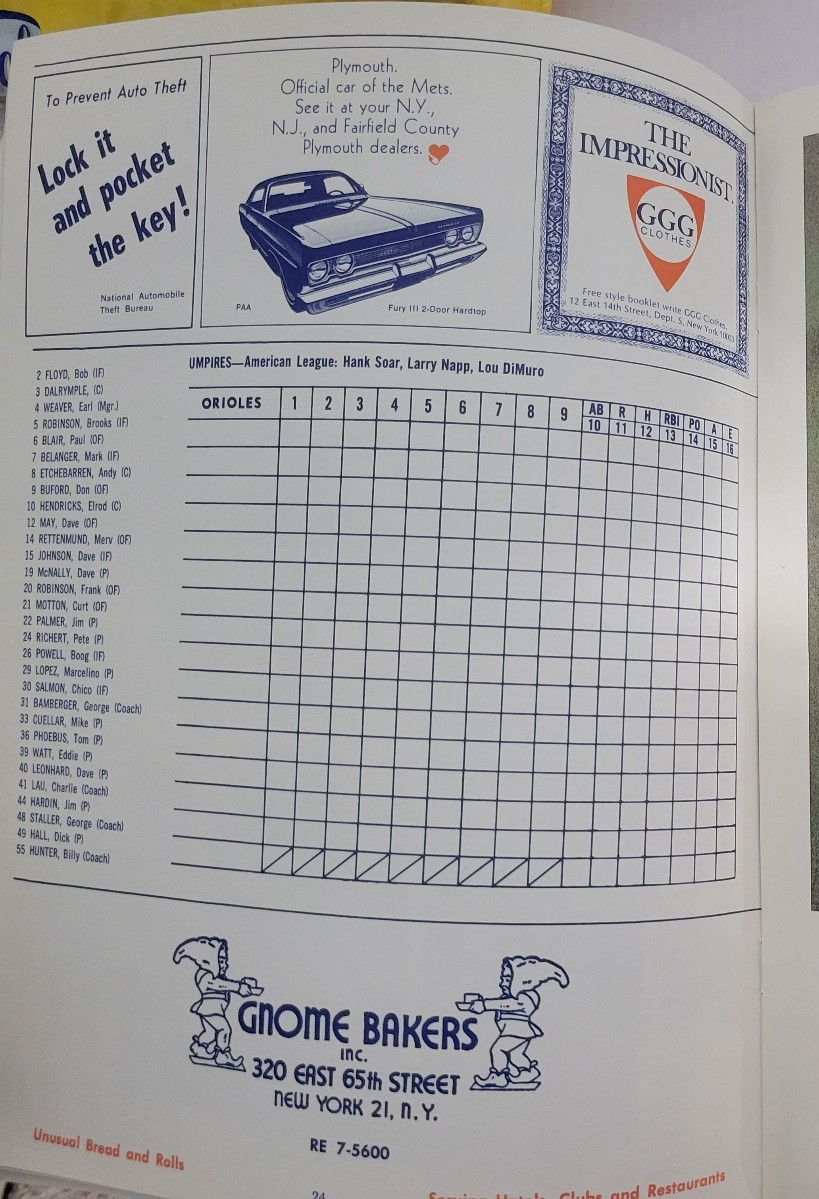 To Prevent Auto Theft
Lock it
and pocket
the key!
National Automobile
Theft Bureau
Plymouth.
Official car of the Mets.
See it at your N.Y.,
N.J., and Fairfield County
Plymouth dealers.
PAA
Fury III 2-Door Hardtop
THE
IMPRESSIONIST.
GGG
CLOTHES
Free style booklet write GGG Clothes,
12 East 14th Street, Dept. S, New York 10003
2 FLOYD, Bob (IF)
3 DALRYMPLE, (C)
4 WEAVER, Earl (Mgr.)
5 ROBINSON, Brooks (IF)
6 BLAIR, Paul (OF)
7 BELANGER, Mark (IF)
8 ETCHEBARREN, Andy (C)
9 BUFORD, Don (OF)
10 HENDRICKS, Elrod (C)
12 MAY, Dave (OF)
14 RETTENMUND, Merv (OF)
15 JOHNSON, Dave (IF)
19 McNALLY, Dave (P)
20 ROBINSON, Frank (OF)
21 MOTTON, Curt (OF)
22 PALMER, Jim (P)
24 RICHERT, Pete (P)
26 POWELL, Boog (IF)
29 LOPEZ, Marcelino (P)
30 SALMON, Chico (IF)
31 BAMBERGER, George (Coach)
33 CUELLAR, Mike (P)
36 PHOEBUS, Tom (P)
39 WATT, Eddie (P)
40 LEONHARD, Dave (P)
41 LAU, Charlie (Coach)
44 HARDIN, Jim (P)
48 STALLER, George (Coach)
49 HALL, Dick (P)
55 HUNTER, Billy (Coach)
UMPIRES—American League: Hank Soar, Larry Napp, Lou DiMuro
ORIOLES 1 2 3 4 5 6 7 8 9 AB R H RBI PO A E
10 11 12 13 14 15 16
GNOME BAKERS
INC.
320 EAST 65th STREET
NEW YORK 21, N.Y.
RE 7-5600
Unusual Bread and Rolls
24
Serving Hotels, Clubs and Restaurants